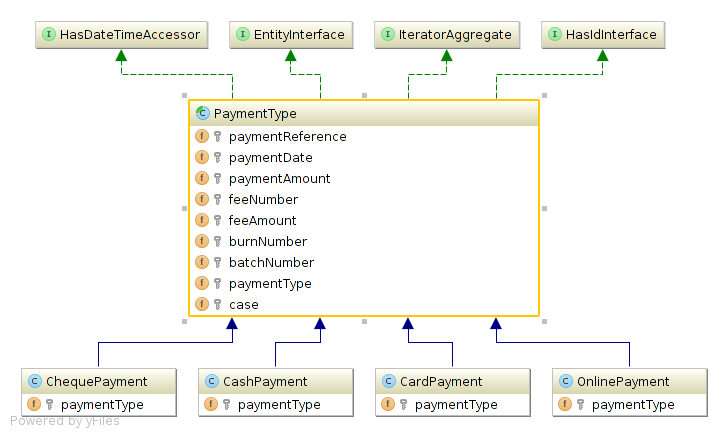 HasDateTimeAccessor
EntityInterface
IteratorAggregate
HasIdInterface
PaymentType
paymentReference
paymentDate
paymentAmount
feeNumber
feeAmount
burnNumber
batchNumber
paymentType
case
ChequePayment
paymentType
CashPayment
paymentType
CardPayment
paymentType
OnlinePayment
paymentType
Powered by yFiles